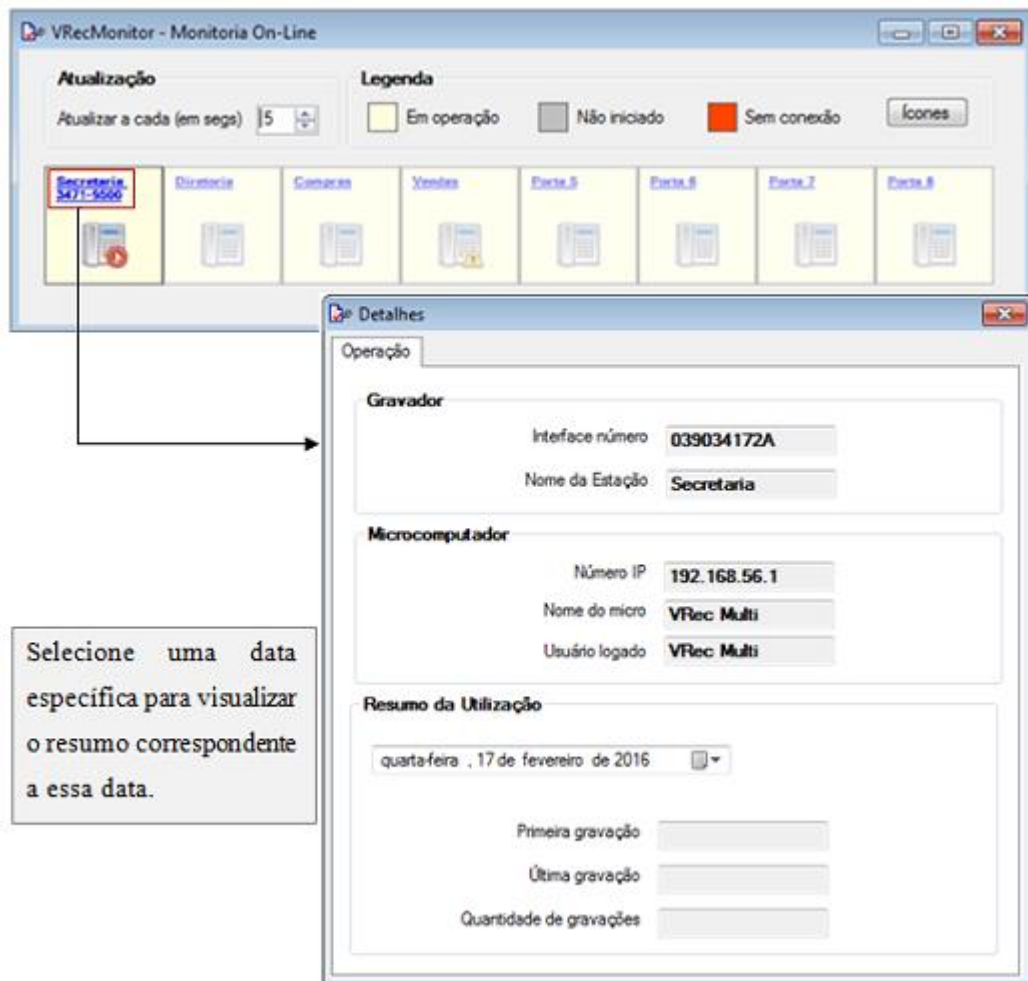 VRecMonitor - Monitoria On-Line
Atualização
Atualizar a cada (em segs) 5
Legenda
Em operação Não iniciado Sem conexão Ícones
Secretaria Diretoria Compras Vendas Porta 5 Porta 6 Porta 7 Porta 8
3471-9500
Detalhes
Operação
Gravador
Interface número 039034172A
Nome da Estação Secretaria
Microcomputador
Número IP 192.168.56.1
Nome do micro VRec Multi
Usuário logado VRec Multi
Selecione uma data
específica para visualizar
o resumo correspondente
a essa data.
Resumo da Utilização
quarta-feira , 17 de fevereiro de 2016
Primeira gravação
Última gravação
Quantidade de gravações